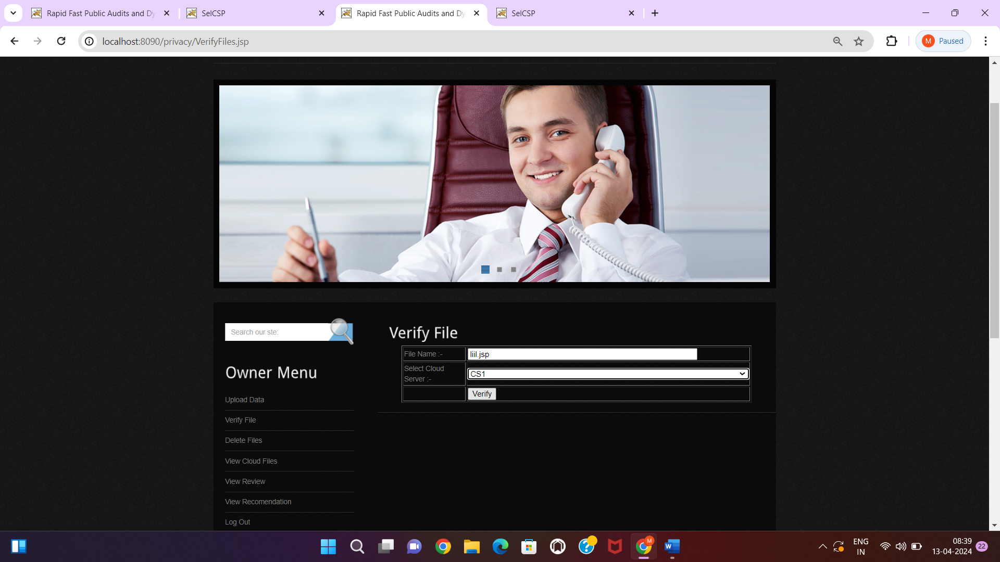 Rapid Fast Public Audits and Dy
SelCSP
Rapid Fast Public Audits and Dy
SelCSP
localhost:8090/privacy/VerifyFiles.jsp
M Paused
Search our ste:
Verify File
File Name :- liil.jsp
Select Cloud
Server :-
CS1
Verify
Owner Menu
Upload Data
Verify File
Delete Files
View Cloud Files
View Review
View Recomendation
Log Out
ENG
IN
08:39
13-04-2024
22
M
W